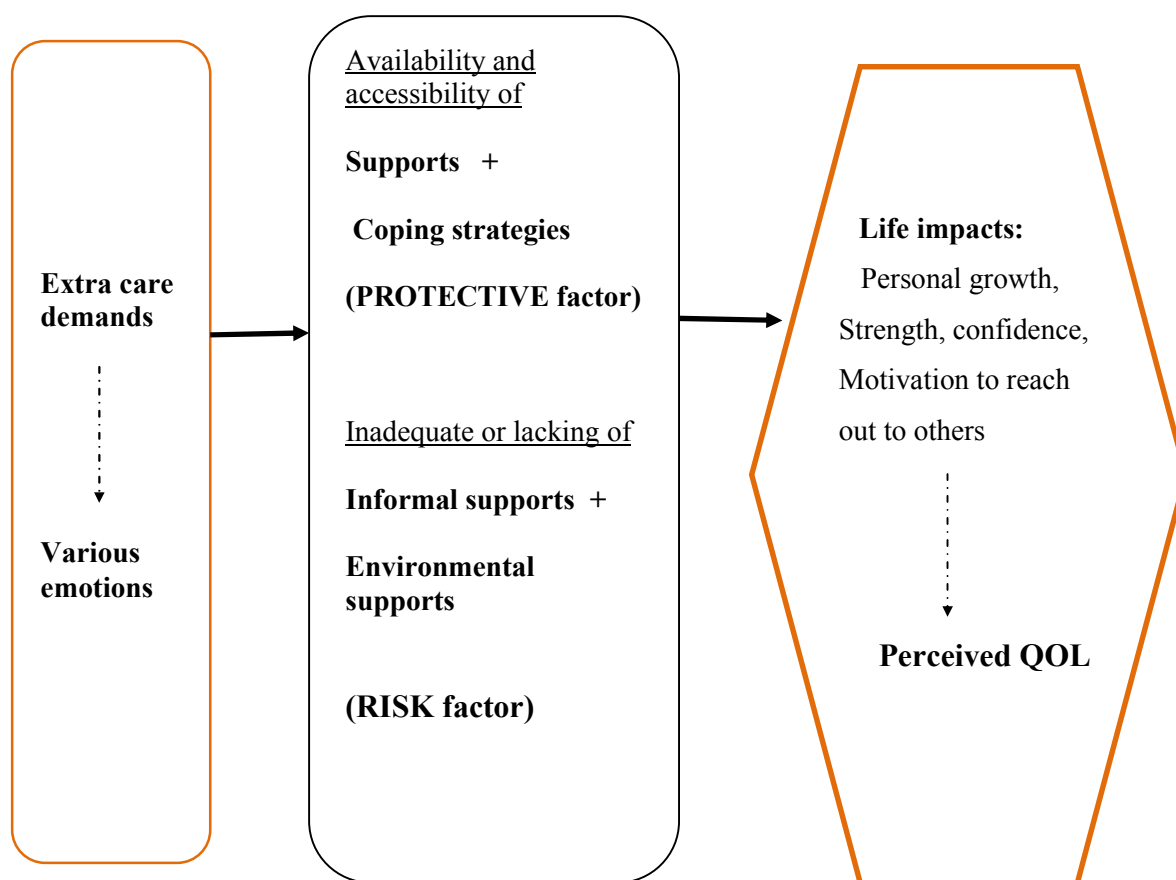 Extra care
demands
Various
emotions
Availability and
accessibility of
Supports +
Coping strategies
(PROTECTIVE factor)
Inadequate or lacking of
Informal supports +
Environmental
supports
(RISK factor)
Life impacts:
Personal growth,
Strength, confidence,
Motivation to reach
out to others
Perceived QOL